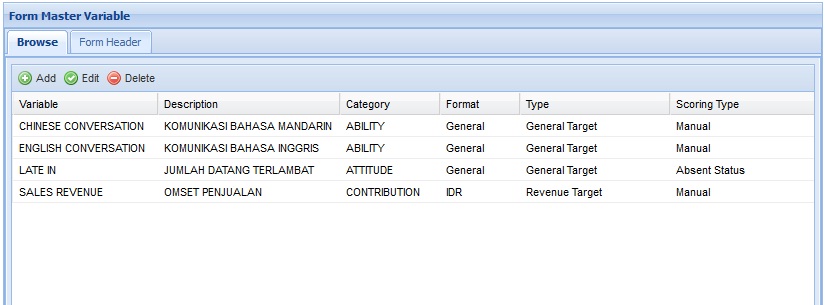 Form Master Variable
Browse Form Header
Add Edit Delete
Variable Description Category Format Type Scoring Type
CHINESE CONVERSATION KOMUNIKASI BAHASA MANDARIN ABILITY General General Target Manual
ENGLISH CONVERSATION KOMUNIKASI BAHASA INGGRIS ABILITY General General Target Manual
LATE IN JUMLAH DATANG TERLAMBAT ATTITUDE General General Target Absent Status
SALES REVENUE OMSET PENJUALAN CONTRIBUTION IDR Revenue Target Manual